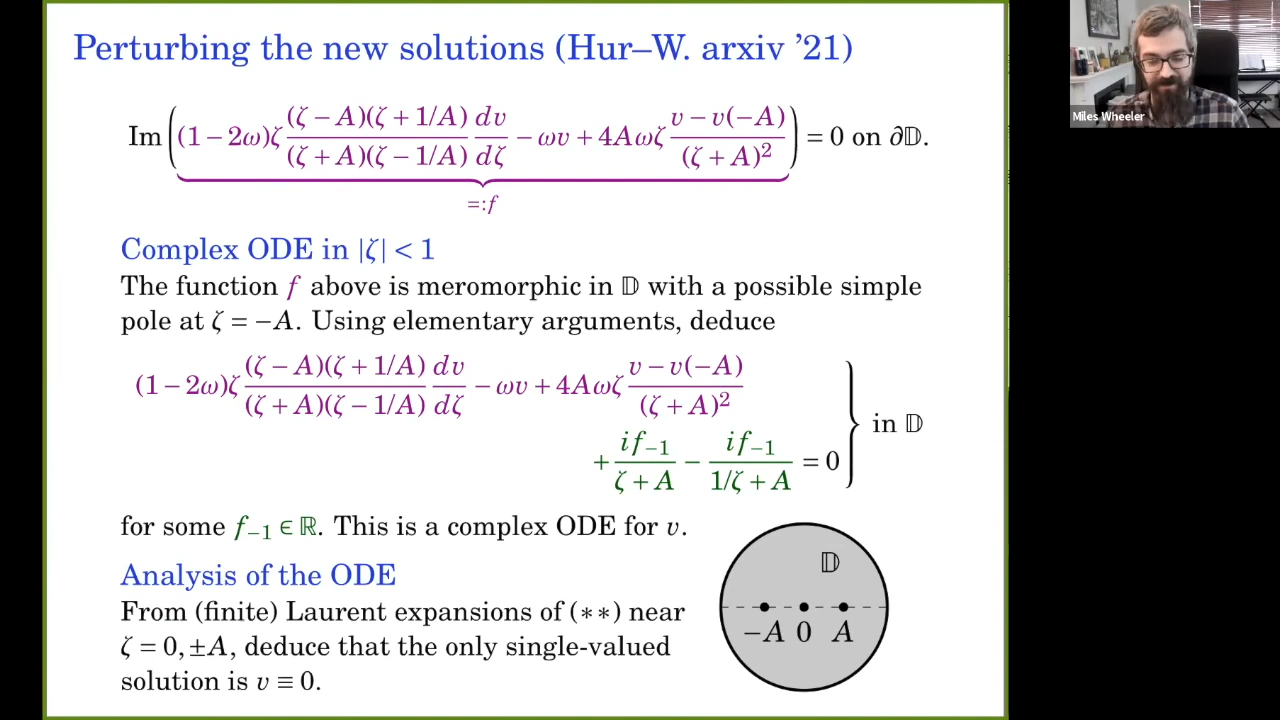 Perturbing the new solutions (Hur–W. arxiv ’21)
Im ( (1 − 2ω)ζ (ζ − A)(ζ + 1/A) / (ζ + A)(ζ − 1/A) dv/dζ − ωv + 4Aωζ (v − v(−A)) / (ζ + A)² ) = 0 on ∂𝔻.
=:f
Miles Wheeler
Complex ODE in |ζ| < 1
The function f above is meromorphic in 𝔻 with a possible simple
pole at ζ = −A. Using elementary arguments, deduce
(1 − 2ω)ζ (ζ − A)(ζ + 1/A) / (ζ + A)(ζ − 1/A) dv/dζ − ωv + 4Aωζ (v − v(−A)) / (ζ + A)²
+ if₋₁ / (ζ + A) − if₋₁ / (1/ζ + A) = 0 } in 𝔻
for some f₋₁ ∈ ℝ. This is a complex ODE for v.
Analysis of the ODE
From (finite) Laurent expansions of (∗∗) near
ζ = 0, ±A, deduce that the only single-valued
solution is v ≡ 0.
𝔻
−A 0 A